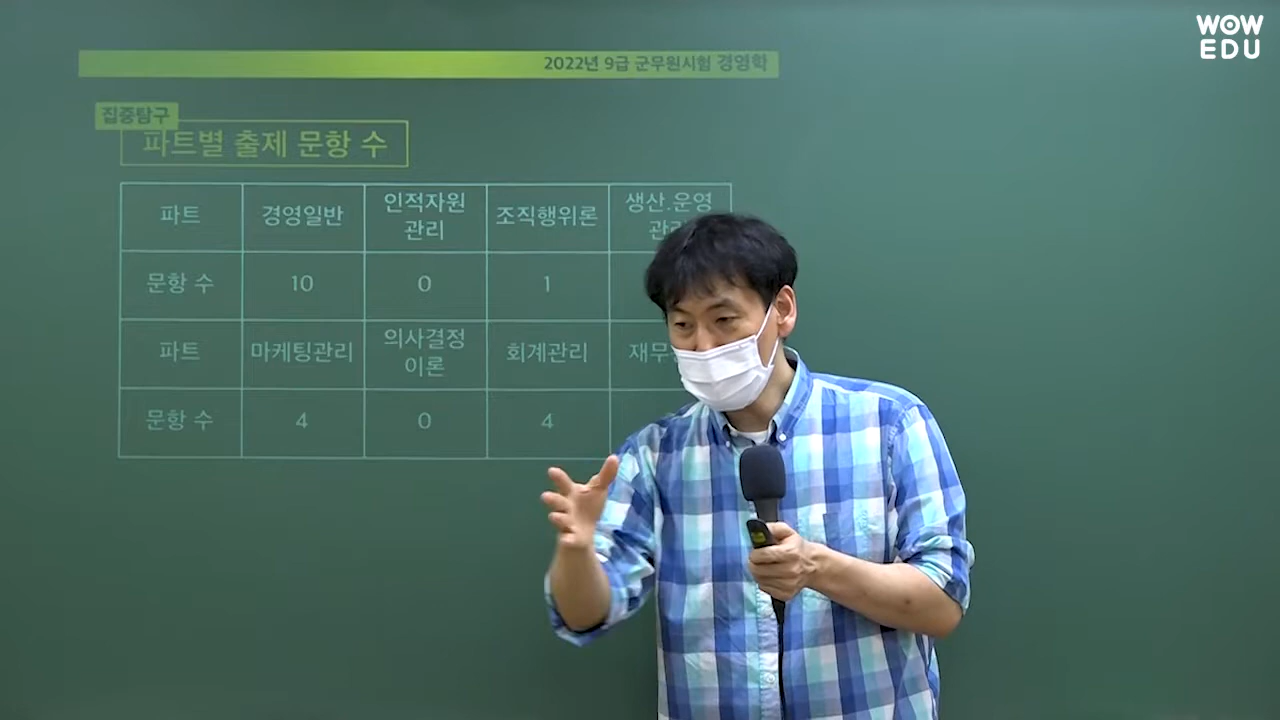 WOW
EDU
2022년 9급 군무원시험 경영학
집중탐구
파트별 출제 문항 수
파트 경영일반 인적자원 관리 조직행위론 생산.운영
문항 수 10 0 1
파트 마케팅관리 의사결정 이론 회계관리
문항 수 4 0 4